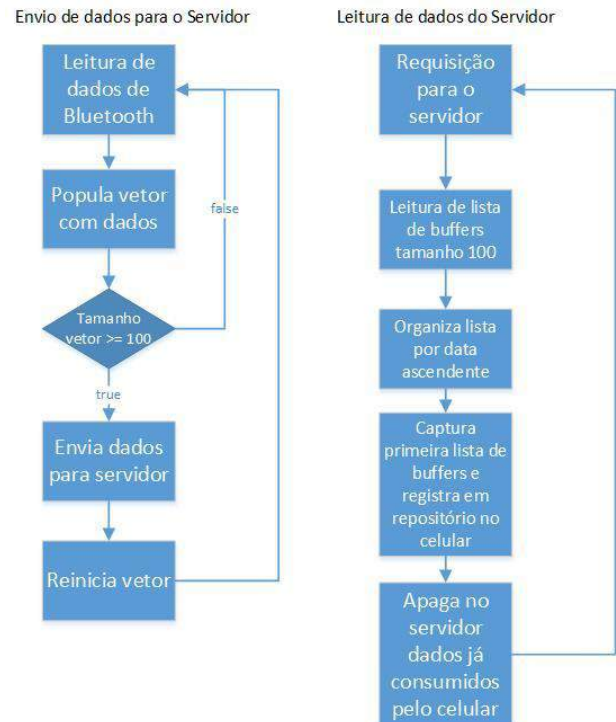 Envio de dados para o Servidor
Leitura de
dados de
Bluetooth
Popula vetor
com dados
false
Tamanho
vetor >= 100
true
Envia dados
para servidor
Reinicia vetor
Leitura de dados do Servidor
Requisição
para o
servidor
Leitura de lista
de buffers
tamanho 100
Organiza lista
por data
ascendente
Captura
primeira lista de
buffers e
registra em
repositório no
celular
Apaga no
servidor
dados já
consumidos
pelo celular